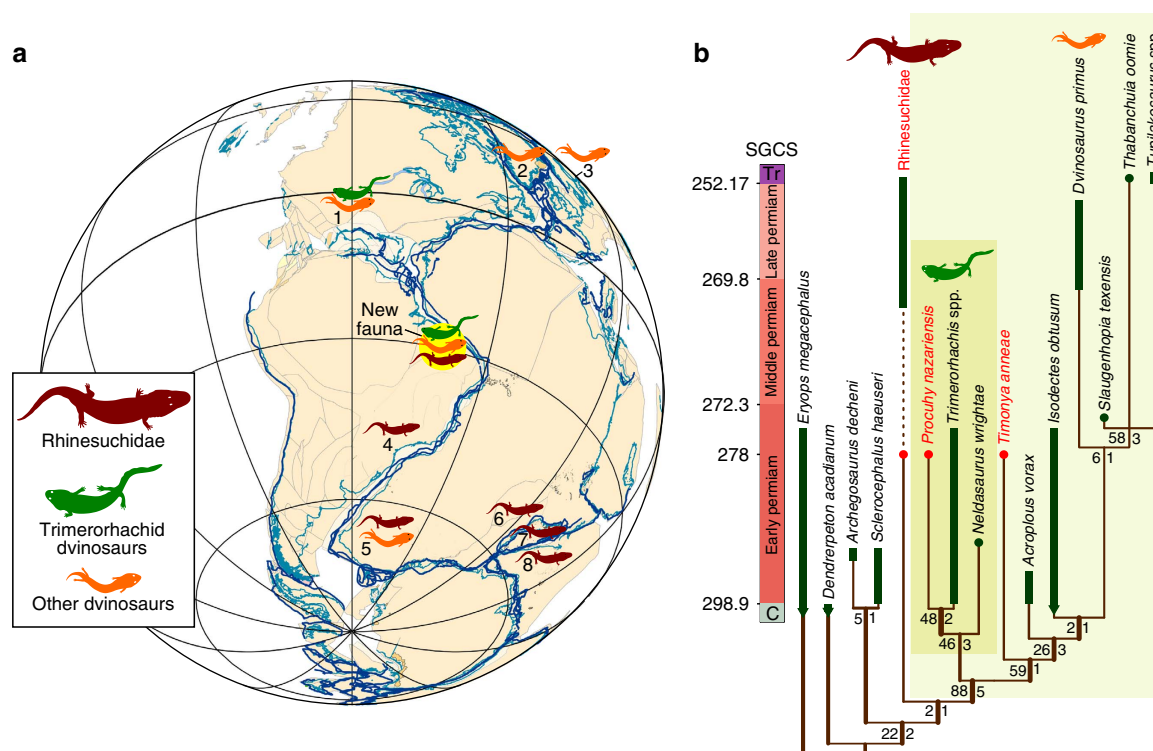 a
1
2
3
New
fauna
4
5
6
7
8
Rhinesuchidae
Trimerorhachid
dvinosaurs
Other dvinosaurs
b
SGCS
Tr
252.17
Late permiam
269.8
Middle permiam
272.3
278
Early permiam
298.9
C
Eryops megacephalus
Dendrerpeton acadianum
Archegosaurus decheni
Sclerocephalus haeuseri
Rhinesuchidae
Procuhy nazariensis
Trimerorhachis spp.
Neldasaurus wrightae
Timonya anneae
Acroplous vorax
Isodectes obtusum
Dvinosaurus primus
Slaugenhopia texensis
Thabanchuia oomie
58 3
6 1
5 1
48 2
2 1
46 3
26 3
59 1
88 5
2 1
22 2